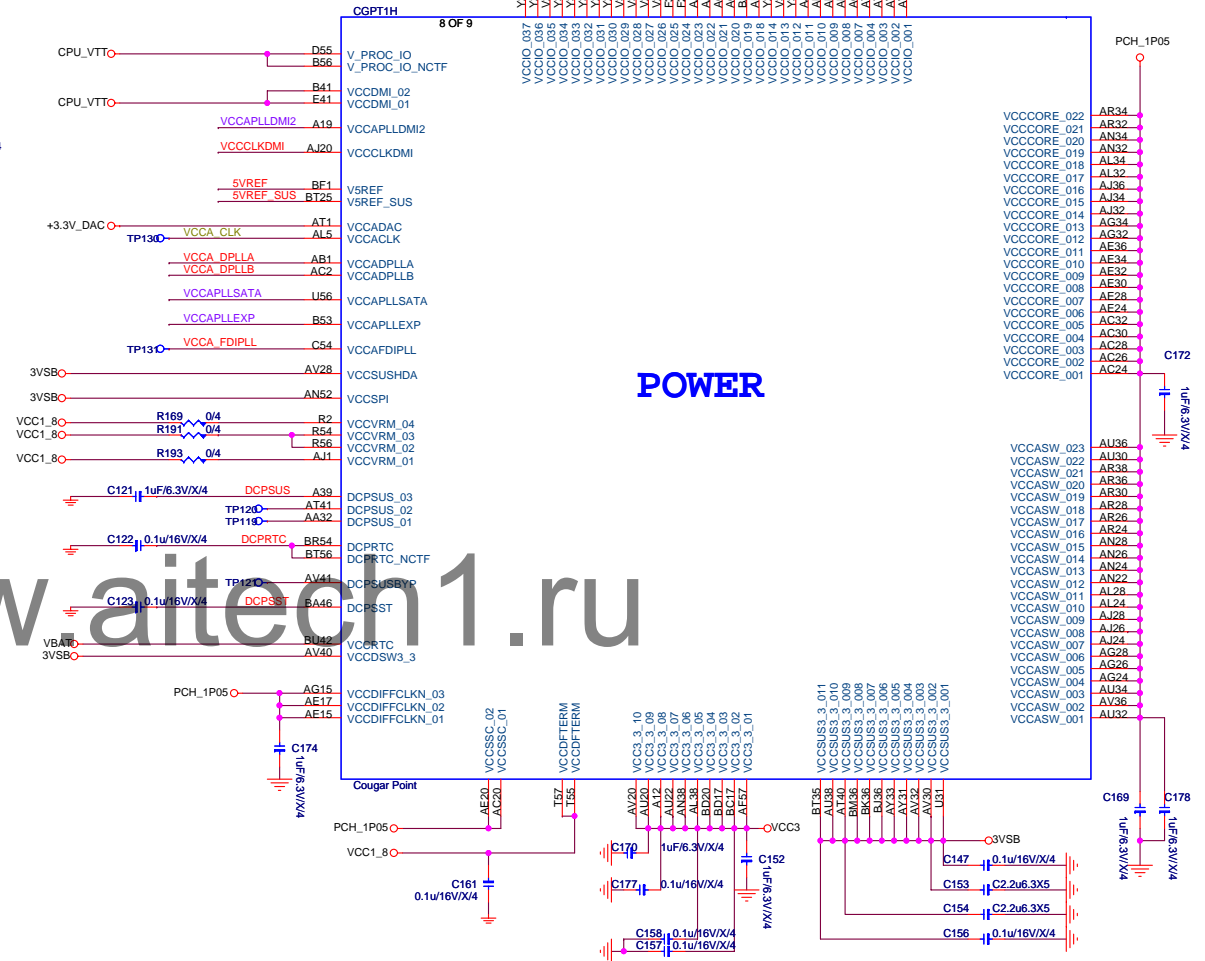 CGPT1H
8 OF 9
VCCIO_037
VCCIO_036
VCCIO_035
VCCIO_034
VCCIO_033
VCCIO_032
VCCIO_031
VCCIO_030
VCCIO_029
VCCIO_028
VCCIO_027
VCCIO_026
VCCIO_025
VCCIO_024
VCCIO_023
VCCIO_022
VCCIO_021
VCCIO_020
VCCIO_019
VCCIO_018
VCCIO_014
VCCIO_013
VCCIO_012
VCCIO_011
VCCIO_010
VCCIO_009
VCCIO_008
VCCIO_007
VCCIO_004
VCCIO_003
VCCIO_002
VCCIO_001
CPU_VTT D55 V_PROC_IO
B56 V_PROC_IO_NCTF
B41 VCCDMI_02
CPU_VTT E41 VCCDMI_01
VCCAPLLDMI2 A19 VCCAPLLDMI2
VCCCLKDMI AJ20 VCCCLKDMI
5VREF BF1 V5REF
5VREF_SUS BT25 V5REF_SUS
+3.3V_DAC AT1 VCCADAC
TP130 VCCA_CLK AL5 VCCACLK
VCCA_DPLLA AB1 VCCADPLLA
VCCA_DPLLB AC2 VCCADPLLB
VCCAPLLSATA U56 VCCAPLLSATA
VCCAPLLEXP B53 VCCAPLLEXP
TP131 VCCA_FDIPLL C54 VCCAFDIPLL
3VSB AV28 VCCSUSHDA
3VSB AN52 VCCSPI
VCC1_8 R169 0/4 R2 VCCVRM_04
VCC1_8 R191 0/4 R54 VCCVRM_03
R56 VCCVRM_02
VCC1_8 R193 0/4 AJ1 VCCVRM_01
C121 1uF/6.3V/X/4 DCPSUS A39 DCPSUS_03
TP120 AT41 DCPSUS_02
TP119 AA32 DCPSUS_01
C122 0.1u/16V/X/4 DCPRTC BR54 DCPRTC
BT56 DCPRTC_NCTF
TP121 AV41 DCPSUSBYP
C123 0.1u/16V/X/4 DCPSST BA46 DCPSST
VBAT BU42 VCCRTC
3VSB AV40 VCCDSW3_3
PCH_1P05 AG15 VCCDIFFCLKN_03
AE17 VCCDIFFCLKN_02
AE15 VCCDIFFCLKN_01
C174
1uF/6.3V/X/4
POWER
w.aitech1.ru
PCH_1P05
VCCCORE_022 AR34
VCCCORE_021 AR32
VCCCORE_020 AN34
VCCCORE_019 AN32
VCCCORE_018 AL34
VCCCORE_017 AL32
VCCCORE_016 AJ36
VCCCORE_015 AJ34
VCCCORE_014 AJ32
VCCCORE_013 AG34
VCCCORE_012 AG32
VCCCORE_011 AE36
VCCCORE_010 AE34
VCCCORE_009 AE32
VCCCORE_008 AE30
VCCCORE_007 AE28
VCCCORE_006 AE24
VCCCORE_005 AC32
VCCCORE_004 AC30
VCCCORE_003 AC28
VCCCORE_002 AC26
VCCCORE_001 AC24
C172
1uF/6.3V/X/4
VCCASW_023 AU36
VCCASW_022 AU30
VCCASW_021 AR38
VCCASW_020 AR36
VCCASW_019 AR30
VCCASW_018 AR28
VCCASW_017 AR26
VCCASW_016 AR24
VCCASW_015 AN28
VCCASW_014 AN26
VCCASW_013 AN24
VCCASW_012 AN22
VCCASW_011 AL28
VCCASW_010 AL24
VCCASW_009 AJ28
VCCASW_008 AJ26
VCCASW_007 AJ24
VCCASW_006 AG28
VCCASW_005 AG26
VCCASW_004 AG24
VCCASW_003 AU34
VCCASW_002 AV36
VCCASW_001 AU32
C169
1uF/6.3V/X/4
C178
1uF/6.3V/X/4
Cougar Point
VCCSSC_02 AE20
VCCSSC_01 AC20
VCCDFTERM T57
VCCDFTERM T55
VCC3_3_10 AV20
VCC3_3_09 AU20
VCC3_3_08 A12
VCC3_3_07 AU22
VCC3_3_06 AN38
VCC3_3_05 AL38
VCC3_3_04 BD20
VCC3_3_03 BD17
VCC3_3_02 BC17
VCC3_3_01 AF57
VCCSUS3_3_011 BT35
VCCSUS3_3_010 AU38
VCCSUS3_3_009 AT40
VCCSUS3_3_008 BM36
VCCSUS3_3_007 BK36
VCCSUS3_3_006 BJ36
VCCSUS3_3_005 AY33
VCCSUS3_3_004 AY31
VCCSUS3_3_003 AV32
VCCSUS3_3_002 AV30
VCCSUS3_3_001 U31
PCH_1P05
VCC1_8
C161
0.1u/16V/X/4
VCC3
C170 1uF/6.3V/X/4
C152
1uF/6.3V/X/4
C177 0.1u/16V/X/4
C158 0.1u/16V/X/4
C157 0.1u/16V/X/4
3VSB
C147 0.1u/16V/X/4
C153 C2.2u6.3X5
C154 C2.2u6.3X5
C156 0.1u/16V/X/4